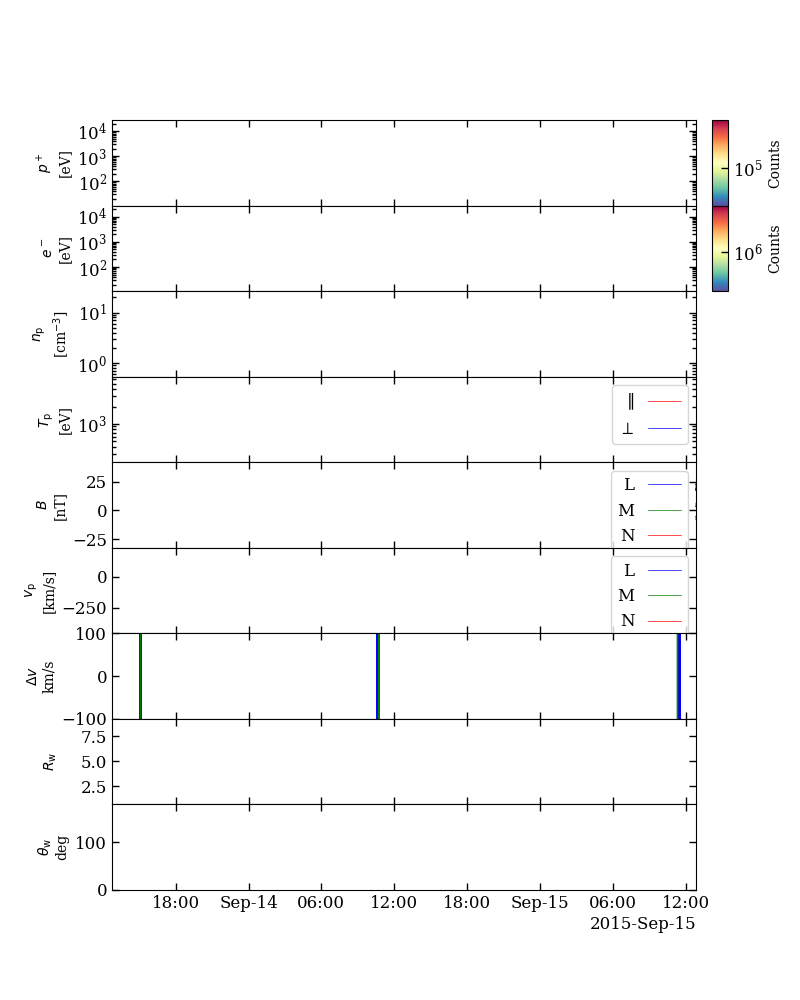 10⁴
10³
10²
p⁺
[eV]
10⁵
Counts
10⁴
10³
10²
e⁻
[eV]
10⁶
Counts
10¹
10⁰
nₚ
[cm⁻³]
10³
Tₚ
[eV]
∥
⊥
25
0
−25
B
[nT]
L
M
N
0
−250
vₚ
[km/s]
L
M
N
100
0
−100
Δv
km/s
7.5
5.0
2.5
R_w
100
0
θ_w
deg
18:00 Sep-14 06:00 12:00 18:00 Sep-15 06:00 12:00
2015-Sep-15